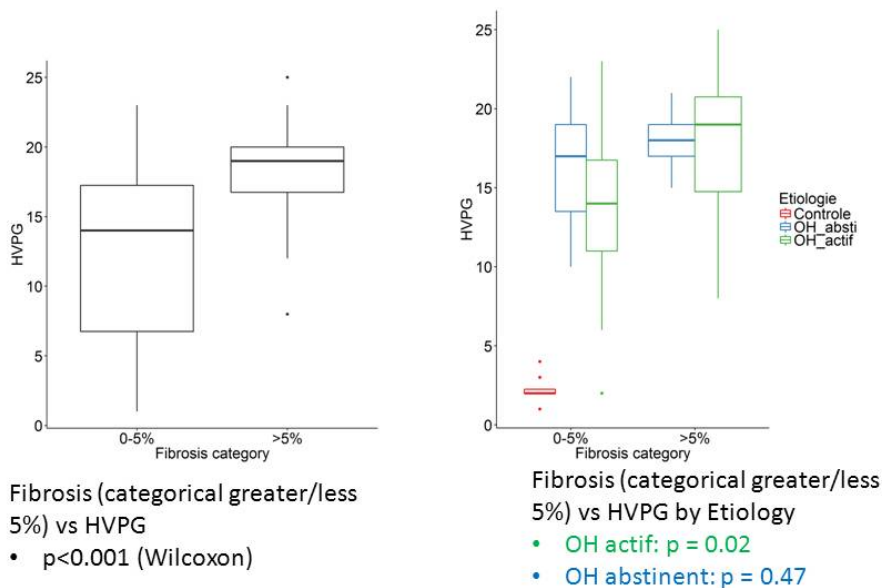 25
20
15
10
5
0
HVPG
0-5%
>5%
Fibrosis category
Fibrosis (categorical greater/less
5%) vs HVPG
• p<0.001 (Wilcoxon)
25
20
15
10
5
0
HVPG
0-5%
>5%
Fibrosis category
Etiologie
Controle
OH_absti
OH_actif
Fibrosis (categorical greater/less
5%) vs HVPG by Etiology
• OH actif: p = 0.02
• OH abstinent: p = 0.47